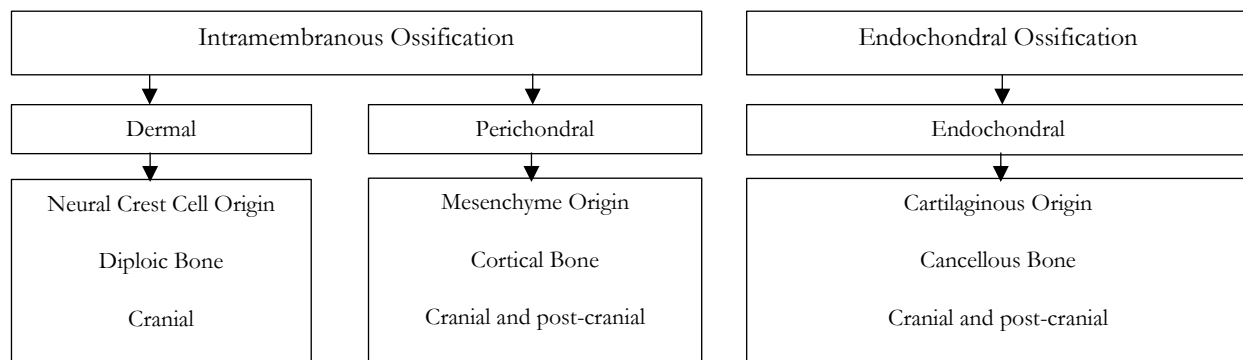 Intramembranous Ossification
Endochondral Ossification
Dermal
Perichondral
Endochondral
Neural Crest Cell Origin
Diploic Bone
Cranial
Mesenchyme Origin
Cortical Bone
Cranial and post-cranial
Cartilaginous Origin
Cancellous Bone
Cranial and post-cranial